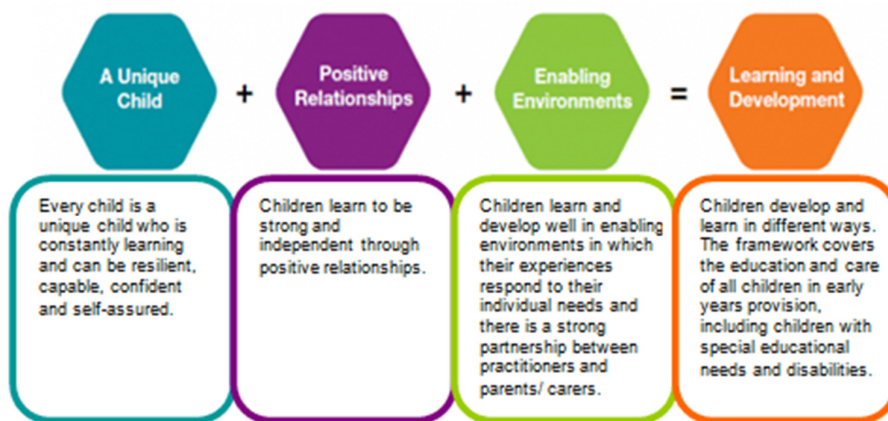 A Unique
Child
+
Positive
Relationships
+
Enabling
Environments
=
Learning and
Development
Every child is a
unique child who is
constantly learning
and can be resilient,
capable, confident
and self-assured.
Children learn to be
strong and
independent through
positive relationships.
Children learn and
develop well in enabling
environments in which
their experiences
respond to their
individual needs and
there is a strong
partnership between
practitioners and
parents/ carers.
Children develop and
learn in different ways.
The framework covers
the education and care
of all children in early
years provision,
including children with
special educational
needs and disabilities.